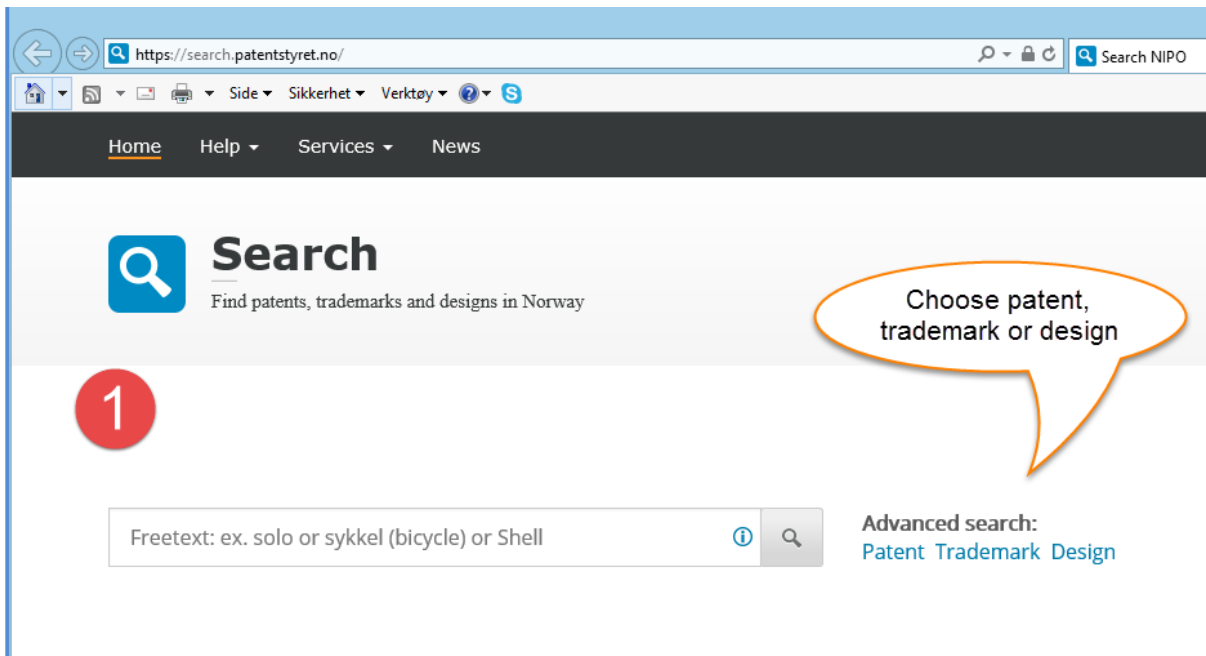 https://search.patentstyret.no/
Search NIPO
Side Sikkerhet Verktøy
Home Help Services News
Search
Find patents, trademarks and designs in Norway
Choose patent,
trademark or design
1
Freetext: ex. solo or sykkel (bicycle) or Shell
Advanced search:
Patent Trademark Design